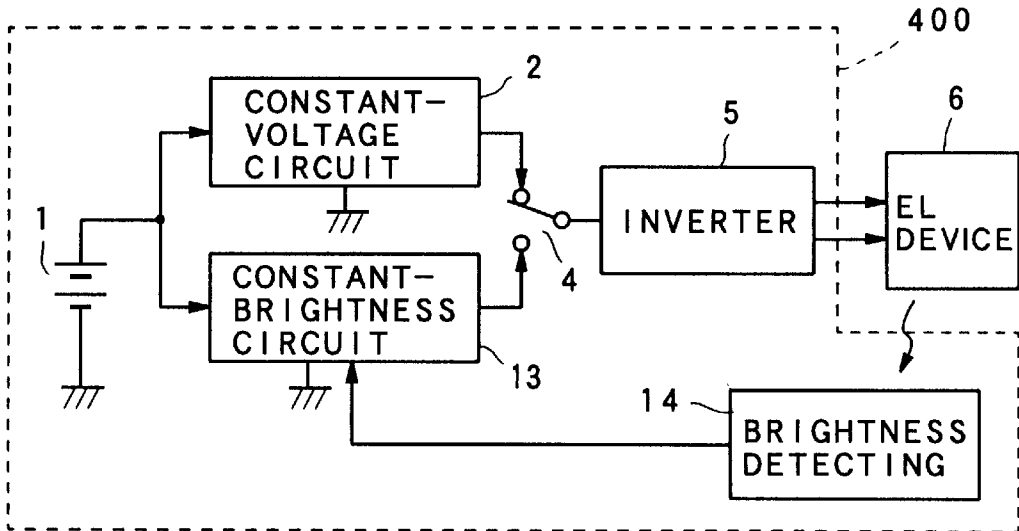 400
2
CONSTANT-
VOLTAGE
CIRCUIT
5
6
INVERTER
EL
DEVICE
1
4
CONSTANT-
BRIGHTNESS
CIRCUIT
13
14
BRIGHTNESS
DETECTING